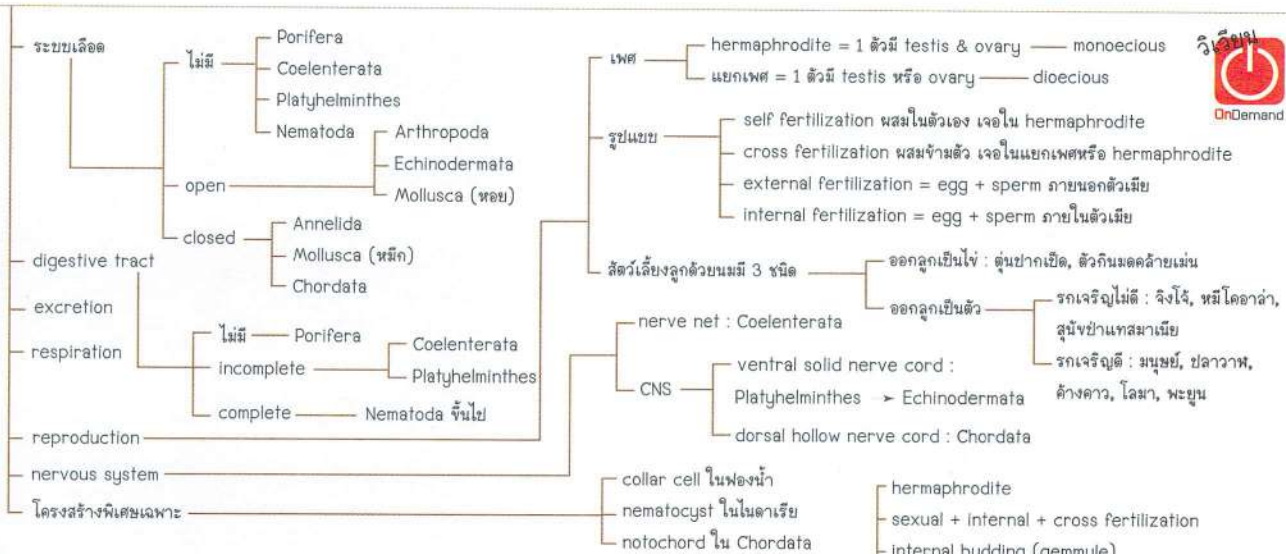 ระบบเลือด
ไม่มี
Porifera
Coelenterata
Platyhelminthes
Nematoda
open
Arthropoda
Echinodermata
Mollusca (หอย)
closed
Annelida
Mollusca (หมึก)
Chordata
digestive tract
excretion
respiration
ไม่มี
Porifera
incomplete
Coelenterata
Platyhelminthes
complete
Nematoda ขึ้นไป
reproduction
nervous system
โครงสร้างพิเศษเฉพาะ
เพศ
hermaphrodite = 1 ตัวมี testis & ovary
monoecious
แยกเพศ = 1 ตัวมี testis หรือ ovary
dioecious
วิเวียน
OnDemand
รูปแบบ
self fertilization ผสมในตัวเอง เจอใน hermaphrodite
cross fertilization ผสมข้ามตัว เจอในแยกเพศหรือ hermaphrodite
external fertilization = egg + sperm ภายนอกตัวเมีย
internal fertilization = egg + sperm ภายในตัวเมีย
สัตว์เลี้ยงลูกด้วยนมมี 3 ชนิด
ออกลูกเป็นไข่ : ตุ่นปากเป็ด, ตัวกินมดคล้ายเม่น
ออกลูกเป็นตัว
รกเจริญไม่ดี : จิงโจ้, หมีโคอาล่า,
สุนัขป่าแทสมาเนีย
รกเจริญดี : มนุษย์, ปลาวาฬ,
ค้างคาว, โลมา, พะยูน
nerve net : Coelenterata
CNS
ventral solid nerve cord :
Platyhelminthes ➤ Echinodermata
dorsal hollow nerve cord : Chordata
collar cell ในฟองน้ำ
nematocyst ในไนดาเรีย
notochord ใน Chordata
hermaphrodite
sexual + internal + cross fertilization
internal budding (gemmule)